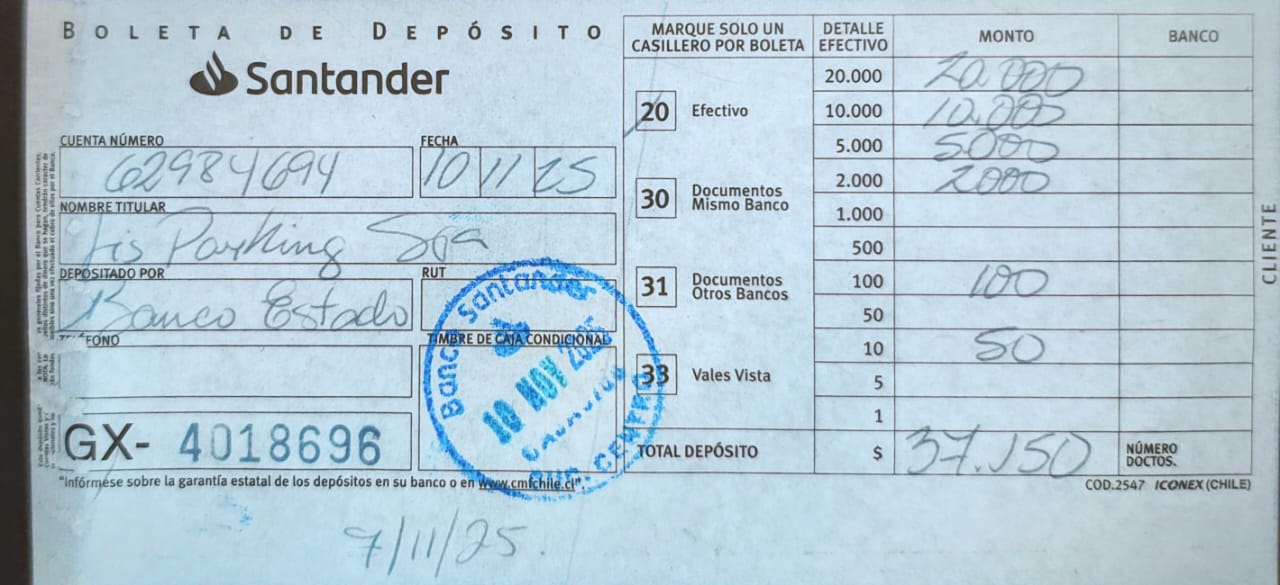 BOLETA DE DEPÓSITO
Santander
CUENTA NÚMERO
62984694
FECHA
10 11 25
NOMBRE TITULAR
Lis Parking Spa
DEPOSITADO POR
Banco Estado
RUT
TELÉFONO
TIMBRE DE CAJA CONDICIONAL
Banco Santander
10 NOV 2025
SUC. CENTRO
GX- 4018696
"Infórmese sobre la garantía estatal de los depósitos en su banco o en www.cmfchile.cl".
7/11/25.
MARQUE SOLO UN
CASILLERO POR BOLETA
20 Efectivo
30 Documentos
Mismo Banco
31 Documentos
Otros Bancos
33 Vales Vista
DETALLE
EFECTIVO
MONTO
BANCO
20.000 20.000
10.000 10.000
5.000 5000
2.000 2000
1.000
500
100 100
50
10 50
5
1
TOTAL DEPÓSITO $ 37.150
NÚMERO
DOCTOS.
COD.2547 ICONEX (CHILE)
CLIENTE